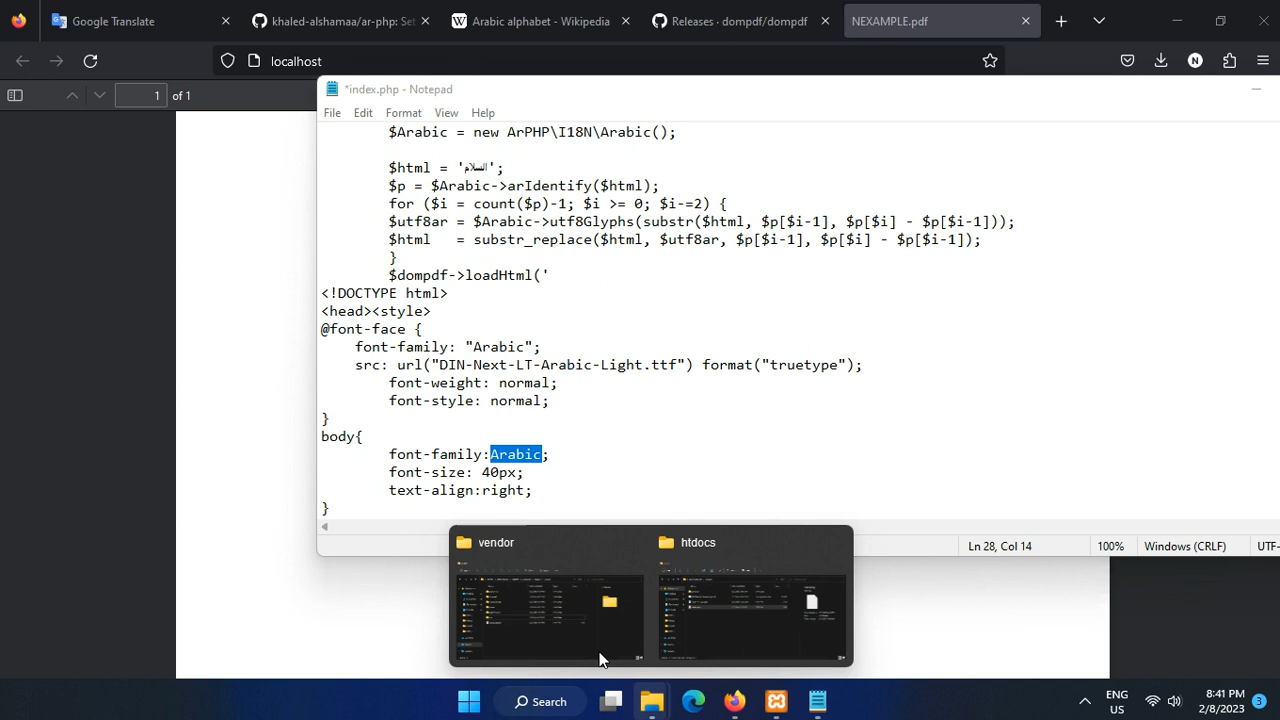 Google Translate
khaled-alshamaa/ar-php: Set
Arabic alphabet - Wikipedia
Releases · dompdf/dompdf
NEXAMPLE.pdf
localhost
N
1 of 1
*index.php - Notepad
File Edit Format View Help
$Arabic = new ArPHP\I18N\Arabic();
$html = 'السلام';
$p = $Arabic->arIdentify($html);
for ($i = count($p)-1; $i >= 0; $i-=2) {
$utf8ar = $Arabic->utf8Glyphs(substr($html, $p[$i-1], $p[$i] - $p[$i-1]));
$html = substr_replace($html, $utf8ar, $p[$i-1], $p[$i] - $p[$i-1]);
}
$dompdf->loadHtml('
<!DOCTYPE html>
<head><style>
@font-face {
font-family: "Arabic";
src: url("DIN-Next-LT-Arabic-Light.ttf") format("truetype");
font-weight: normal;
font-style: normal;
}
body{
font-family:Arabic;
font-size: 40px;
text-align:right;
}
Ln 28, Col 14 100% Windows (CRLF) UTF-
vendor
htdocs
Search
ENG
US
8:41 PM
2/8/2023
3